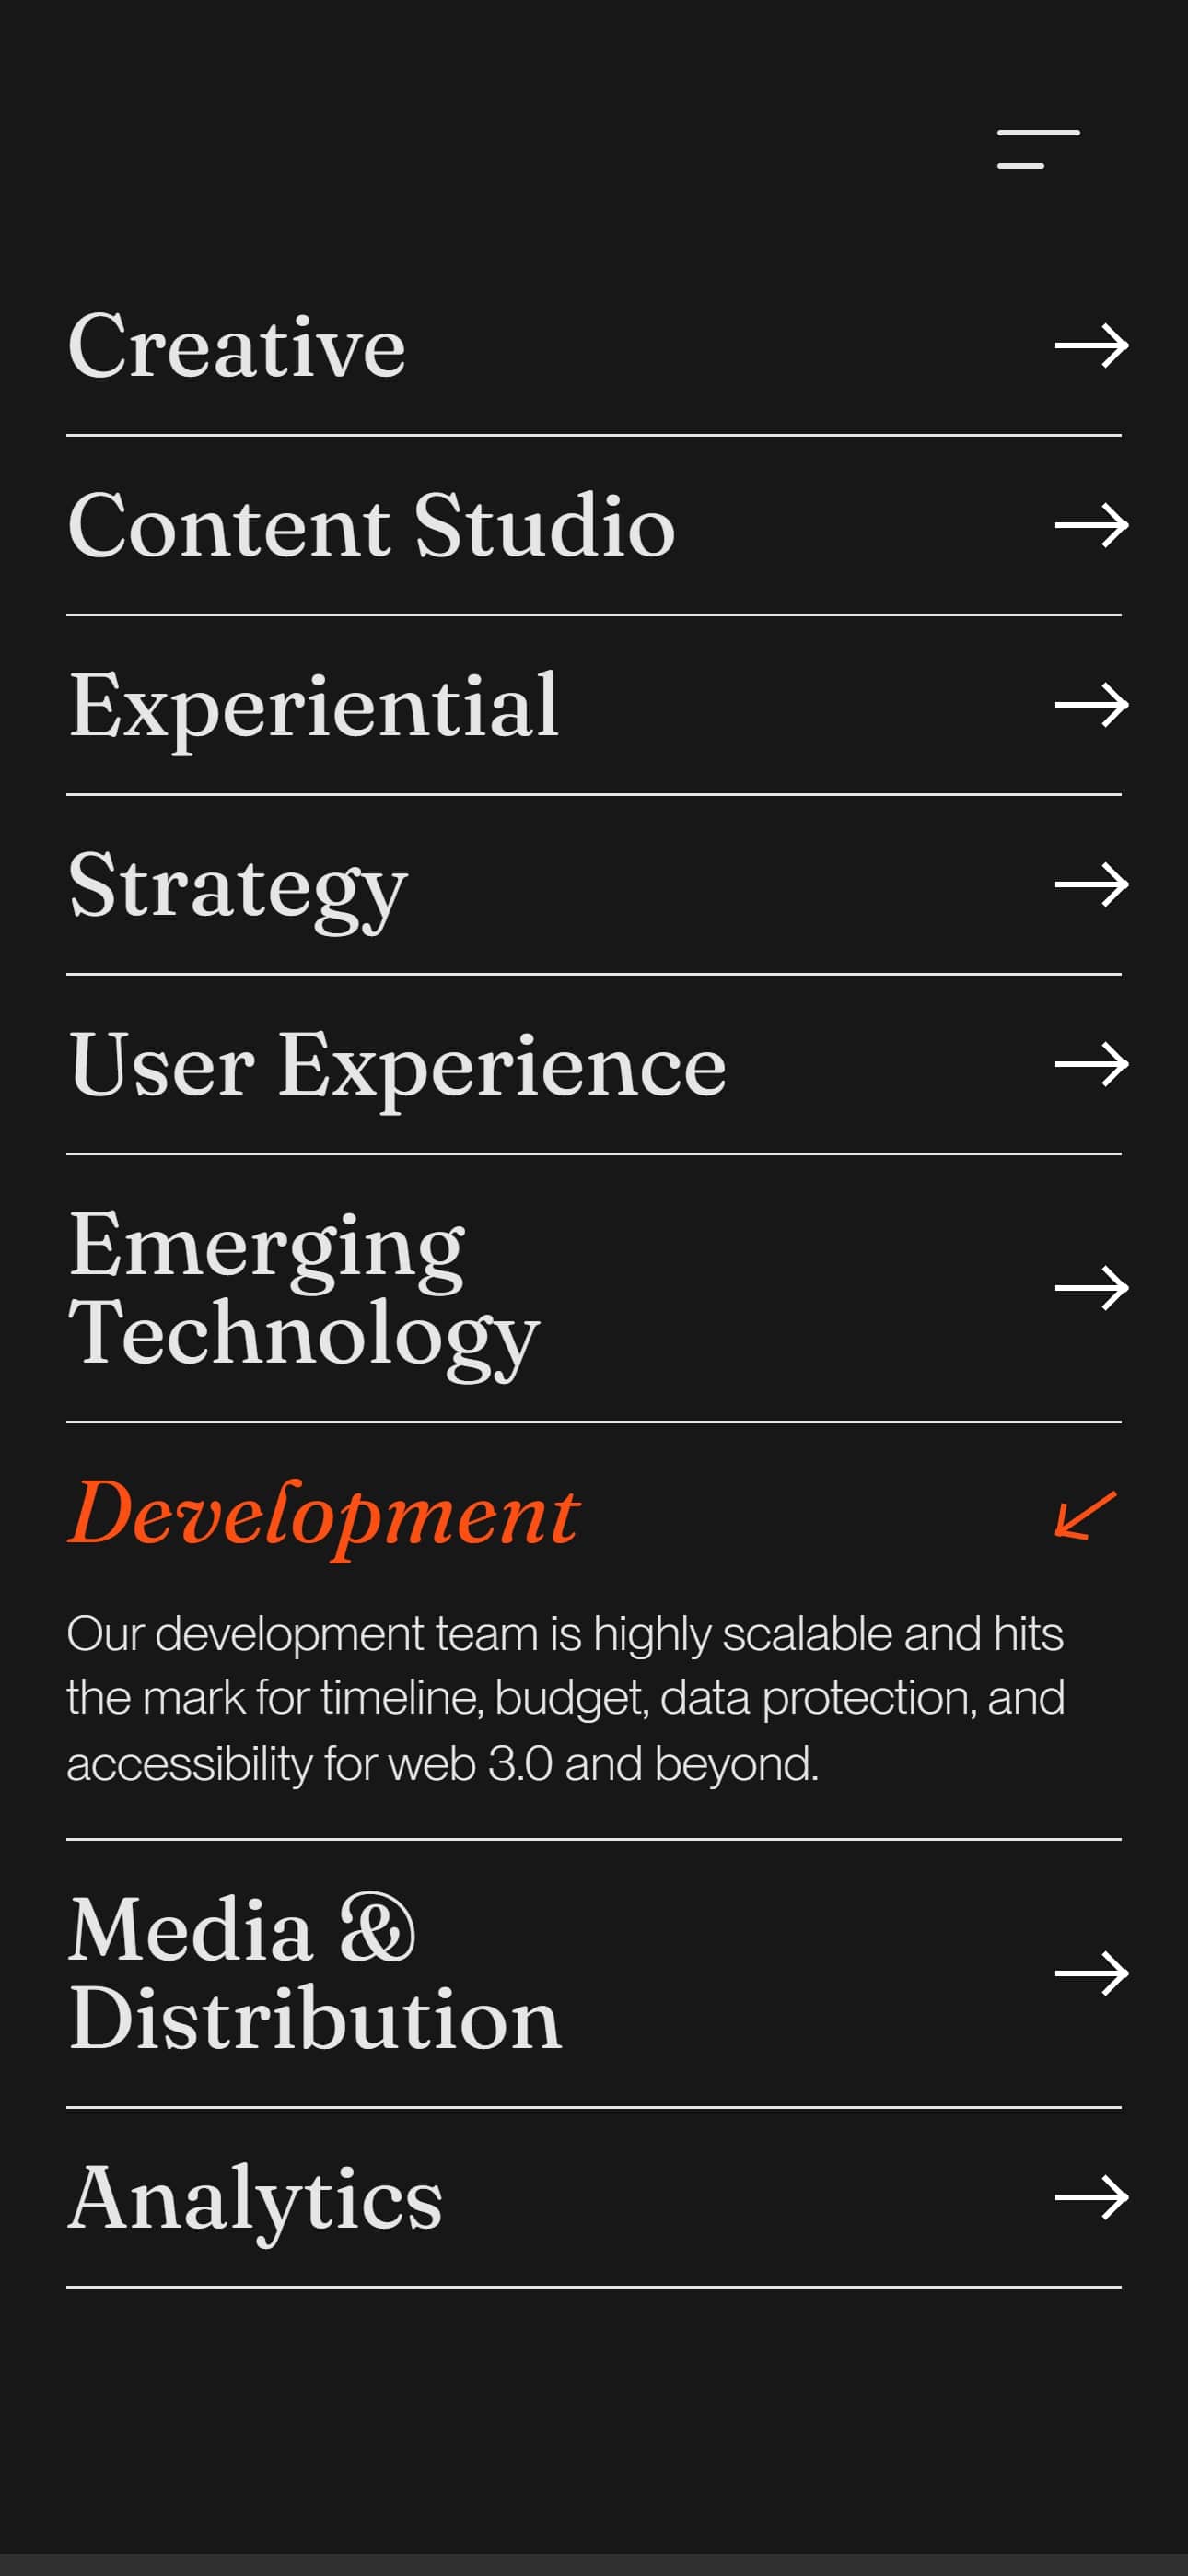 Creative
Content Studio
Experiential
Strategy
User Experience
Emerging
Technology
Development
Our development team is highly scalable and hits
the mark for timeline, budget, data protection, and
accessibility for web 3.0 and beyond.
Media &
Distribution
Analytics